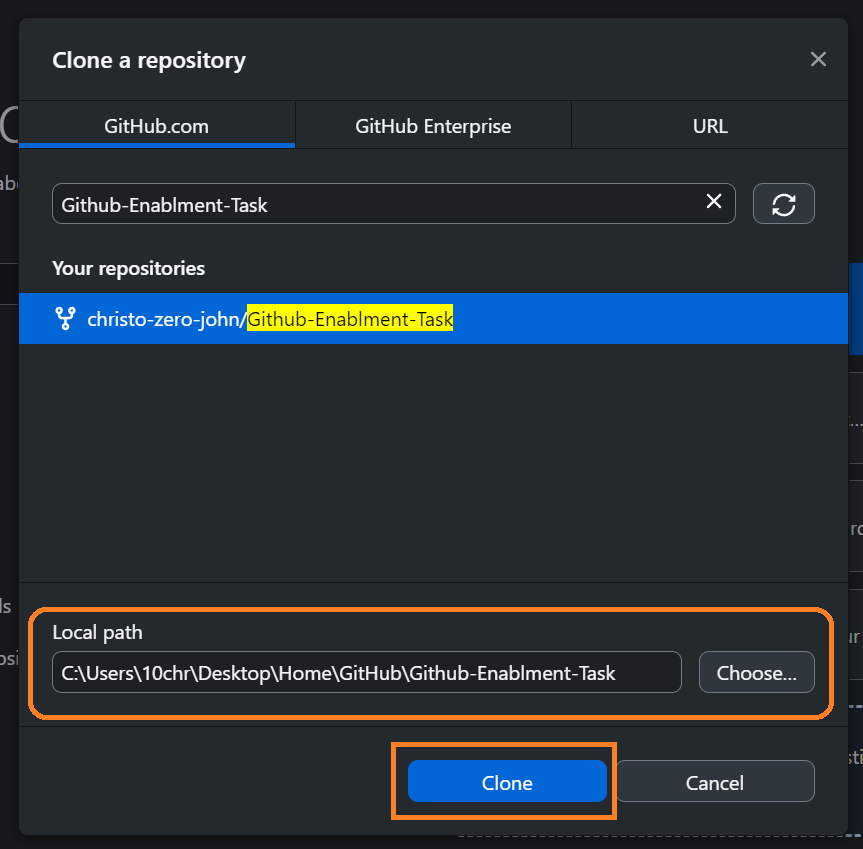 Clone a repository
GitHub.com
GitHub Enterprise
URL
Github-Enablment-Task
Your repositories
christo-zero-john/Github-Enablment-Task
Local path
C:\Users\10chr\Desktop\Home\GitHub\Github-Enablment-Task
Choose...
Clone
Cancel